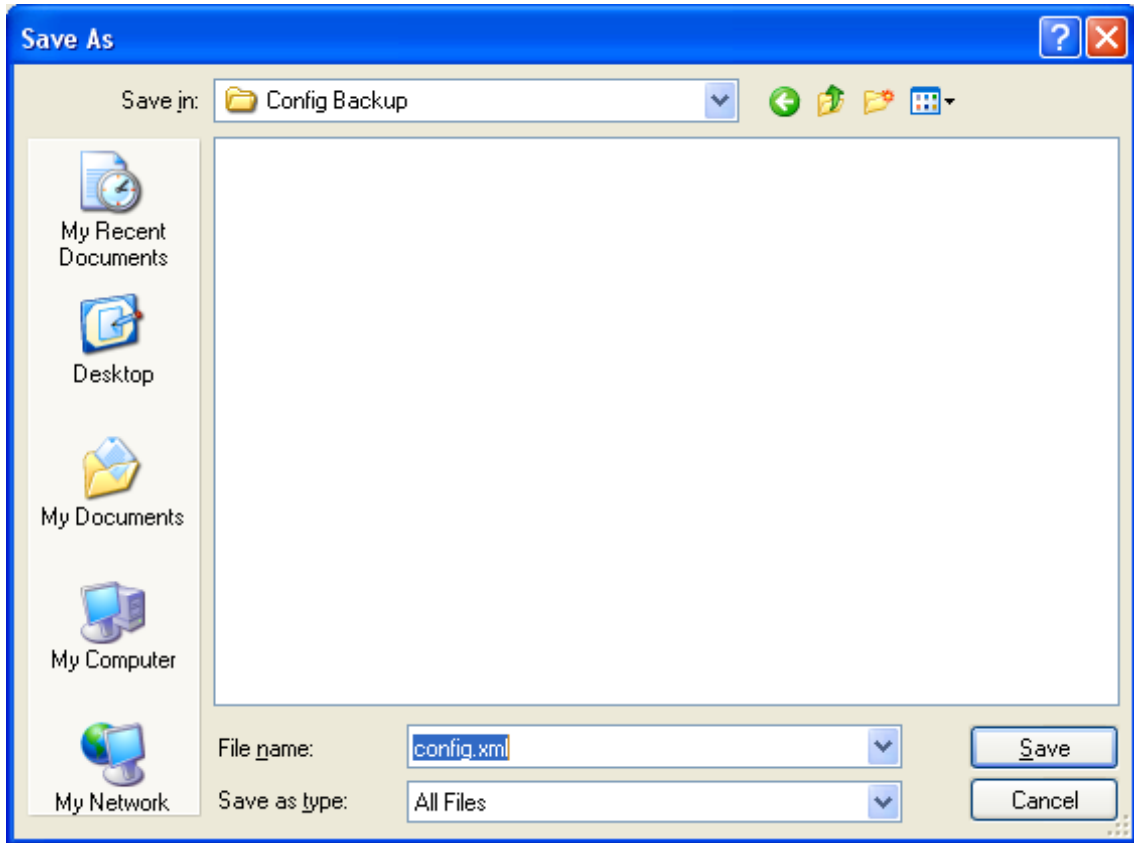 Save As
Save in:
Config Backup
My Recent
Documents
Desktop
My Documents
My Computer
My Network
File name:
config.xml
Save
Save as type:
All Files
Cancel